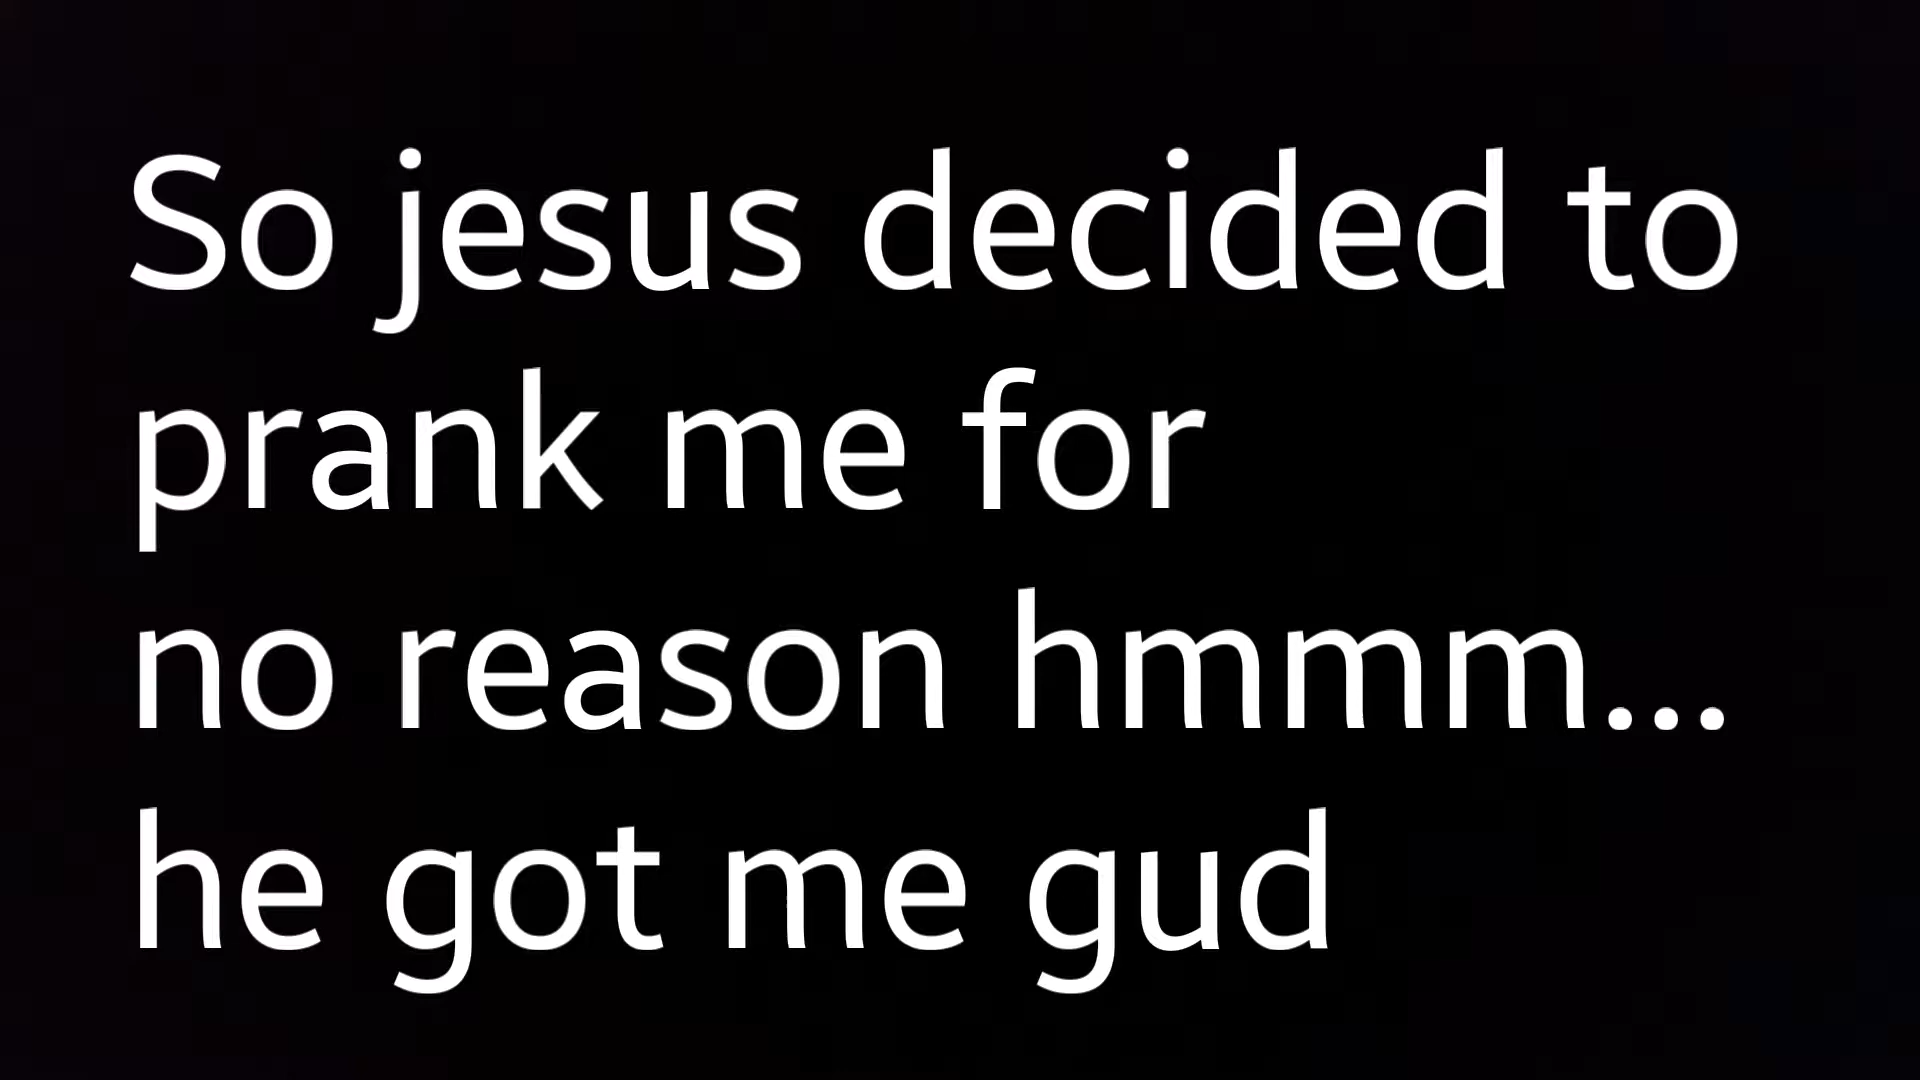 So jesus decided to
prank me for
no reason hmmm...
he got me gud